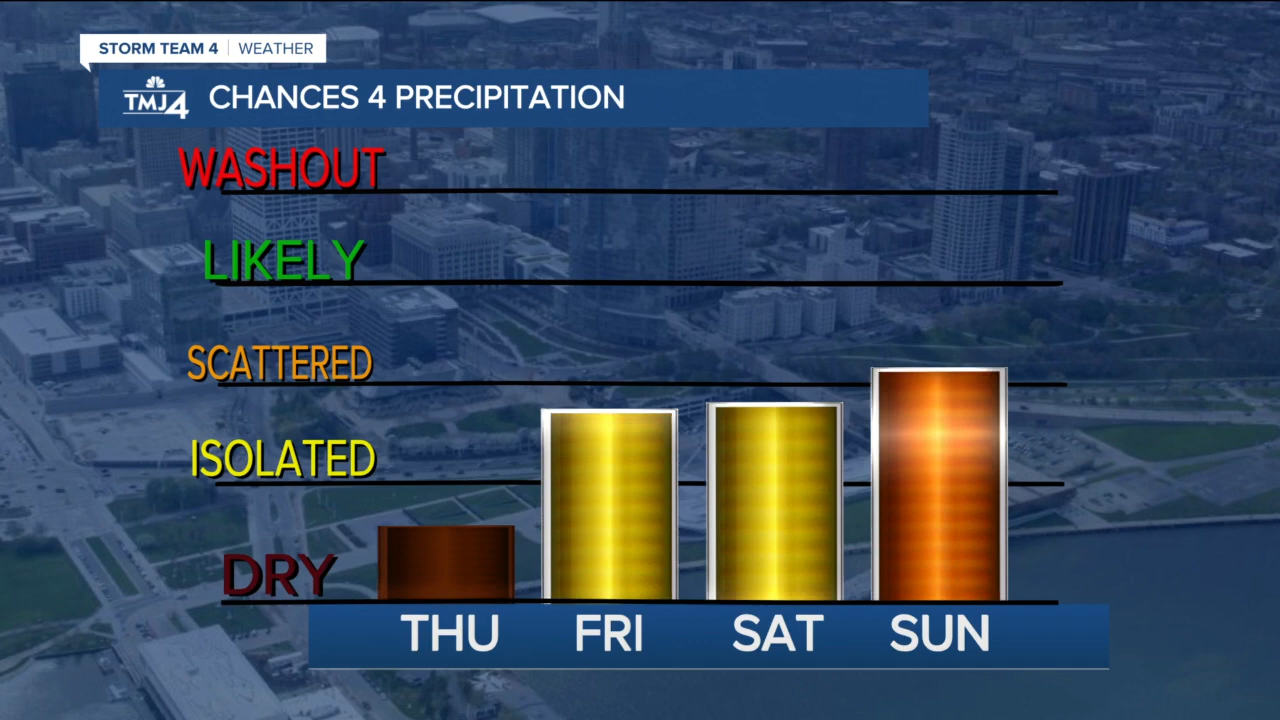 STORM TEAM 4 | WEATHER
TMJ4 CHANCES 4 PRECIPITATION
WASHOUT
LIKELY
SCATTERED
ISOLATED
DRY
THU FRI SAT SUN